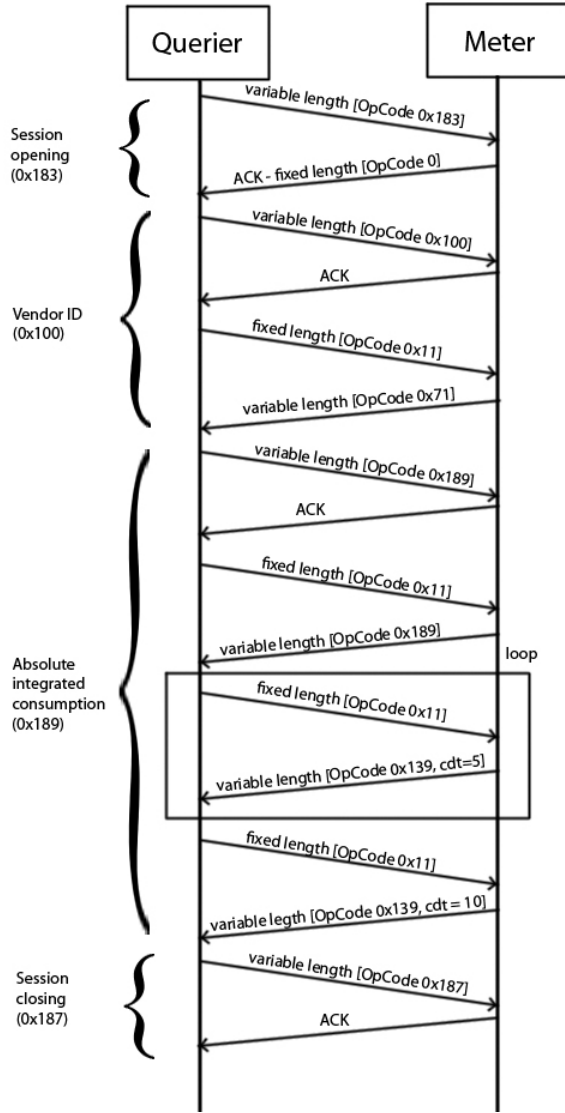 Querier
Meter
variable length [OpCode 0x183]
Session
opening
(0x183)
ACK - fixed length [OpCode 0]
variable length [OpCode 0x100]
ACK
Vendor ID
(0x100)
fixed length [OpCode 0x11]
variable length [OpCode 0x71]
variable length [OpCode 0x189]
ACK
fixed length [OpCode 0x11]
variable length [OpCode 0x189]
loop
Absolute
integrated
consumption
(0x189)
fixed length [OpCode 0x11]
variable length [OpCode 0x139, cdt=5]
fixed length [OpCode 0x11]
variable legth [OpCode 0x139, cdt = 10]
Session
closing
(0x187)
variable length [OpCode 0x187]
ACK